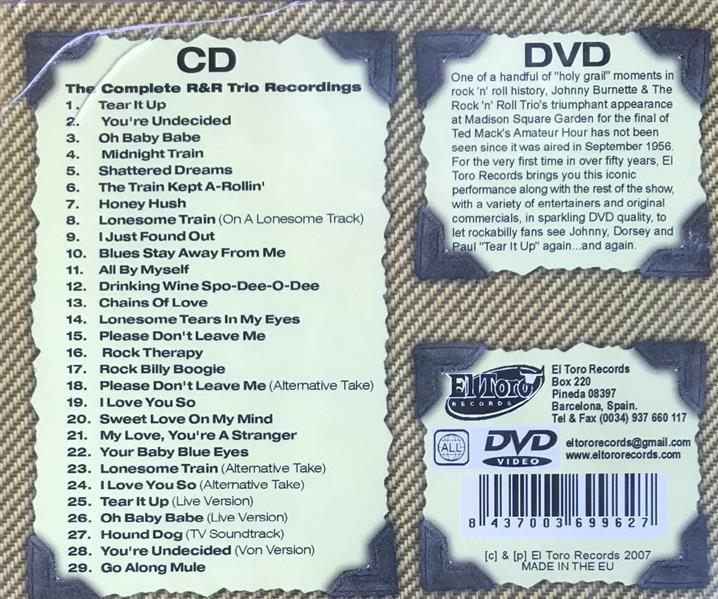 CD
The Complete R&R Trio Recordings
1. Tear It Up
2. You're Undecided
3. Oh Baby Babe
4. Midnight Train
5. Shattered Dreams
6. The Train Kept A-Rollin'
7. Honey Hush
8. Lonesome Train (On A Lonesome Track)
9. I Just Found Out
10. Blues Stay Away From Me
11. All By Myself
12. Drinking Wine Spo-Dee-O-Dee
13. Chains Of Love
14. Lonesome Tears In My Eyes
15. Please Don't Leave Me
16. Rock Therapy
17. Rock Billy Boogie
18. Please Don't Leave Me (Alternative Take)
19. I Love You So
20. Sweet Love On My Mind
21. My Love, You're A Stranger
22. Your Baby Blue Eyes
23. Lonesome Train (Alternative Take)
24. I Love You So (Alternative Take)
25. Tear It Up (Live Version)
26. Oh Baby Babe (Live Version)
27. Hound Dog (TV Soundtrack)
28. You're Undecided (Von Version)
29. Go Along Mule
DVD
One of a handful of "holy grail" moments in
rock 'n' roll history, Johnny Burnette & The
Rock 'n' Roll Trio's triumphant appearance
at Madison Square Garden for the final of
Ted Mack's Amateur Hour has not been
seen since it was aired in September 1956.
For the very first time in over fifty years, El
Toro Records brings you this iconic
performance along with the rest of the show,
with a variety of entertainers and original
commercials, in sparkling DVD quality, to
let rockabilly fans see Johnny, Dorsey and
Paul "Tear It Up" again...and again.
El Toro
RECORDS
El Toro Records
Box 220
Pineda 08397
Barcelona, Spain.
Tel & Fax (0034) 937 660 117
ALL
DVD
VIDEO
eltororecords@gmail.com
www.eltororecords.com
8 437003 699627
[c] & [p] El Toro Records 2007
MADE IN THE EU